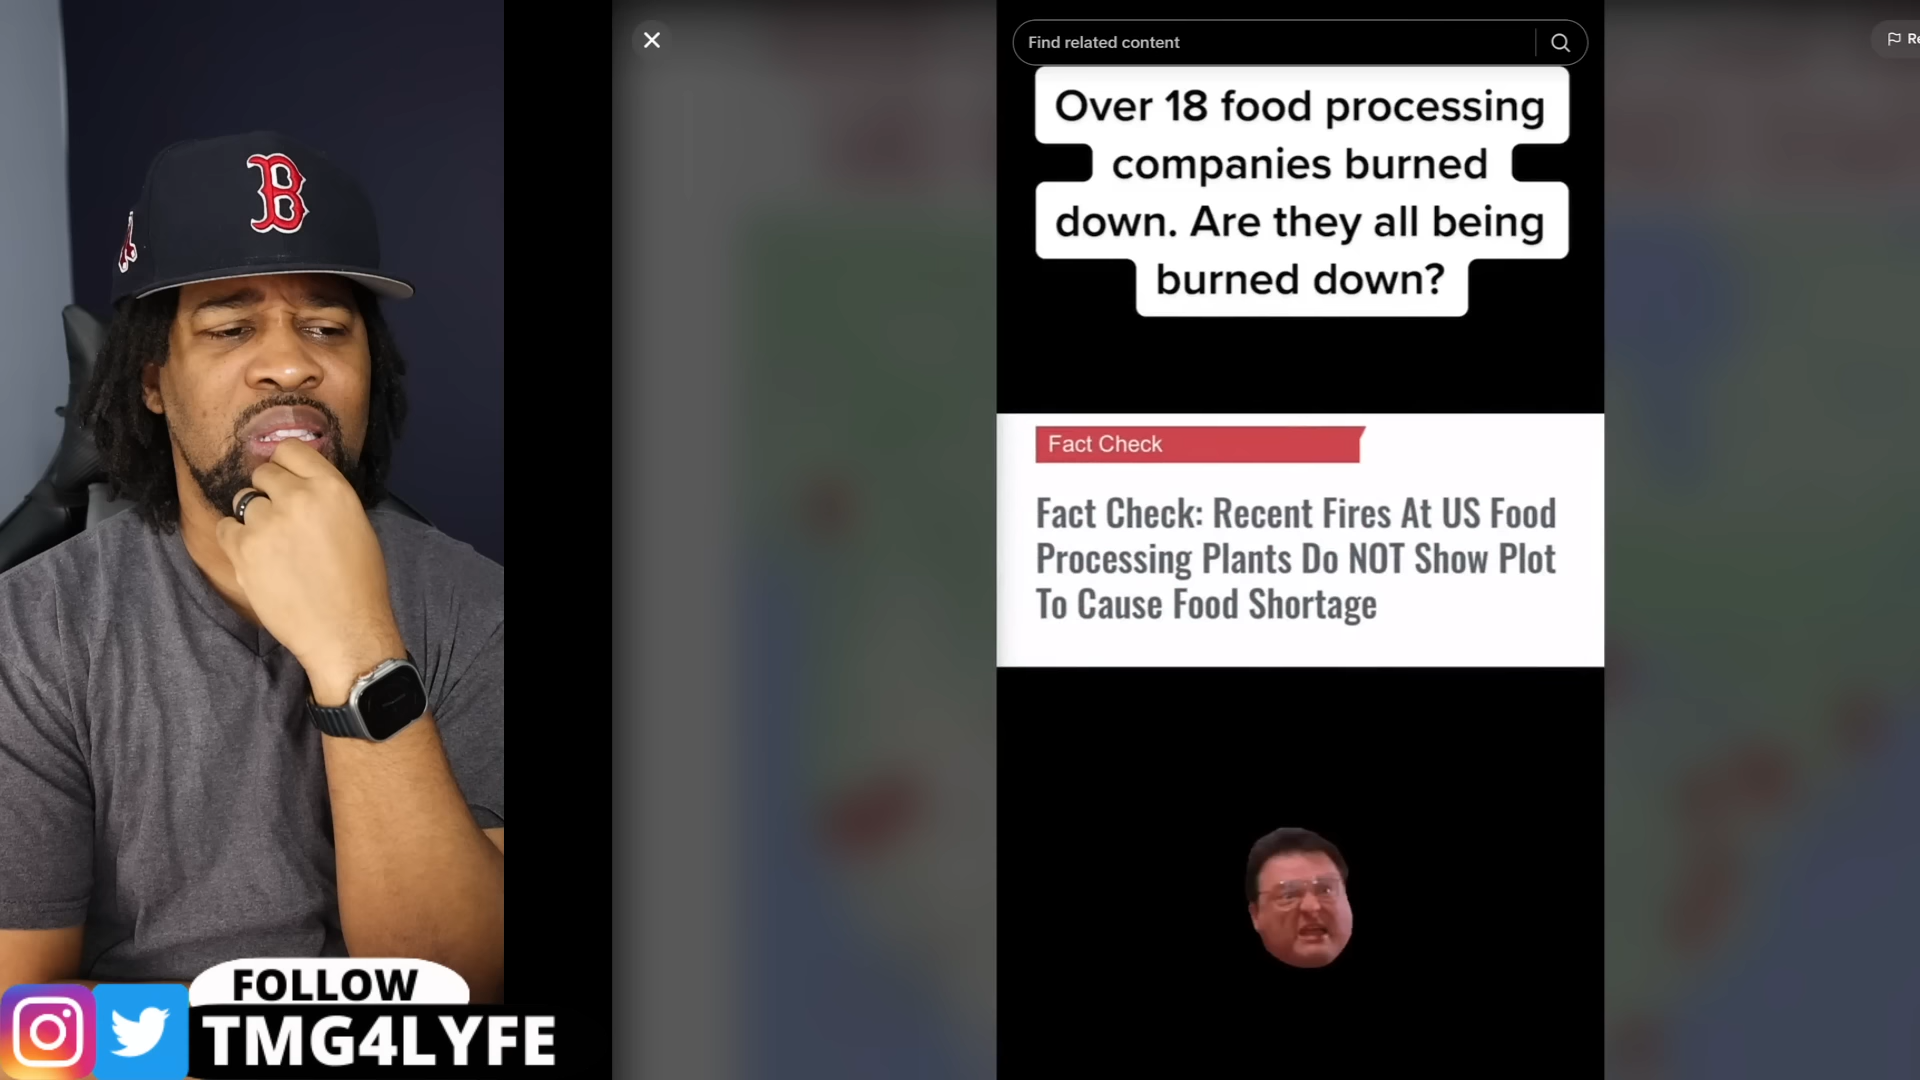 Find related content
Re
Over 18 food processing
companies burned
down. Are they all being
burned down?
Fact Check
Fact Check: Recent Fires At US Food
Processing Plants Do NOT Show Plot
To Cause Food Shortage
B
FOLLOW
TMG4LYFE